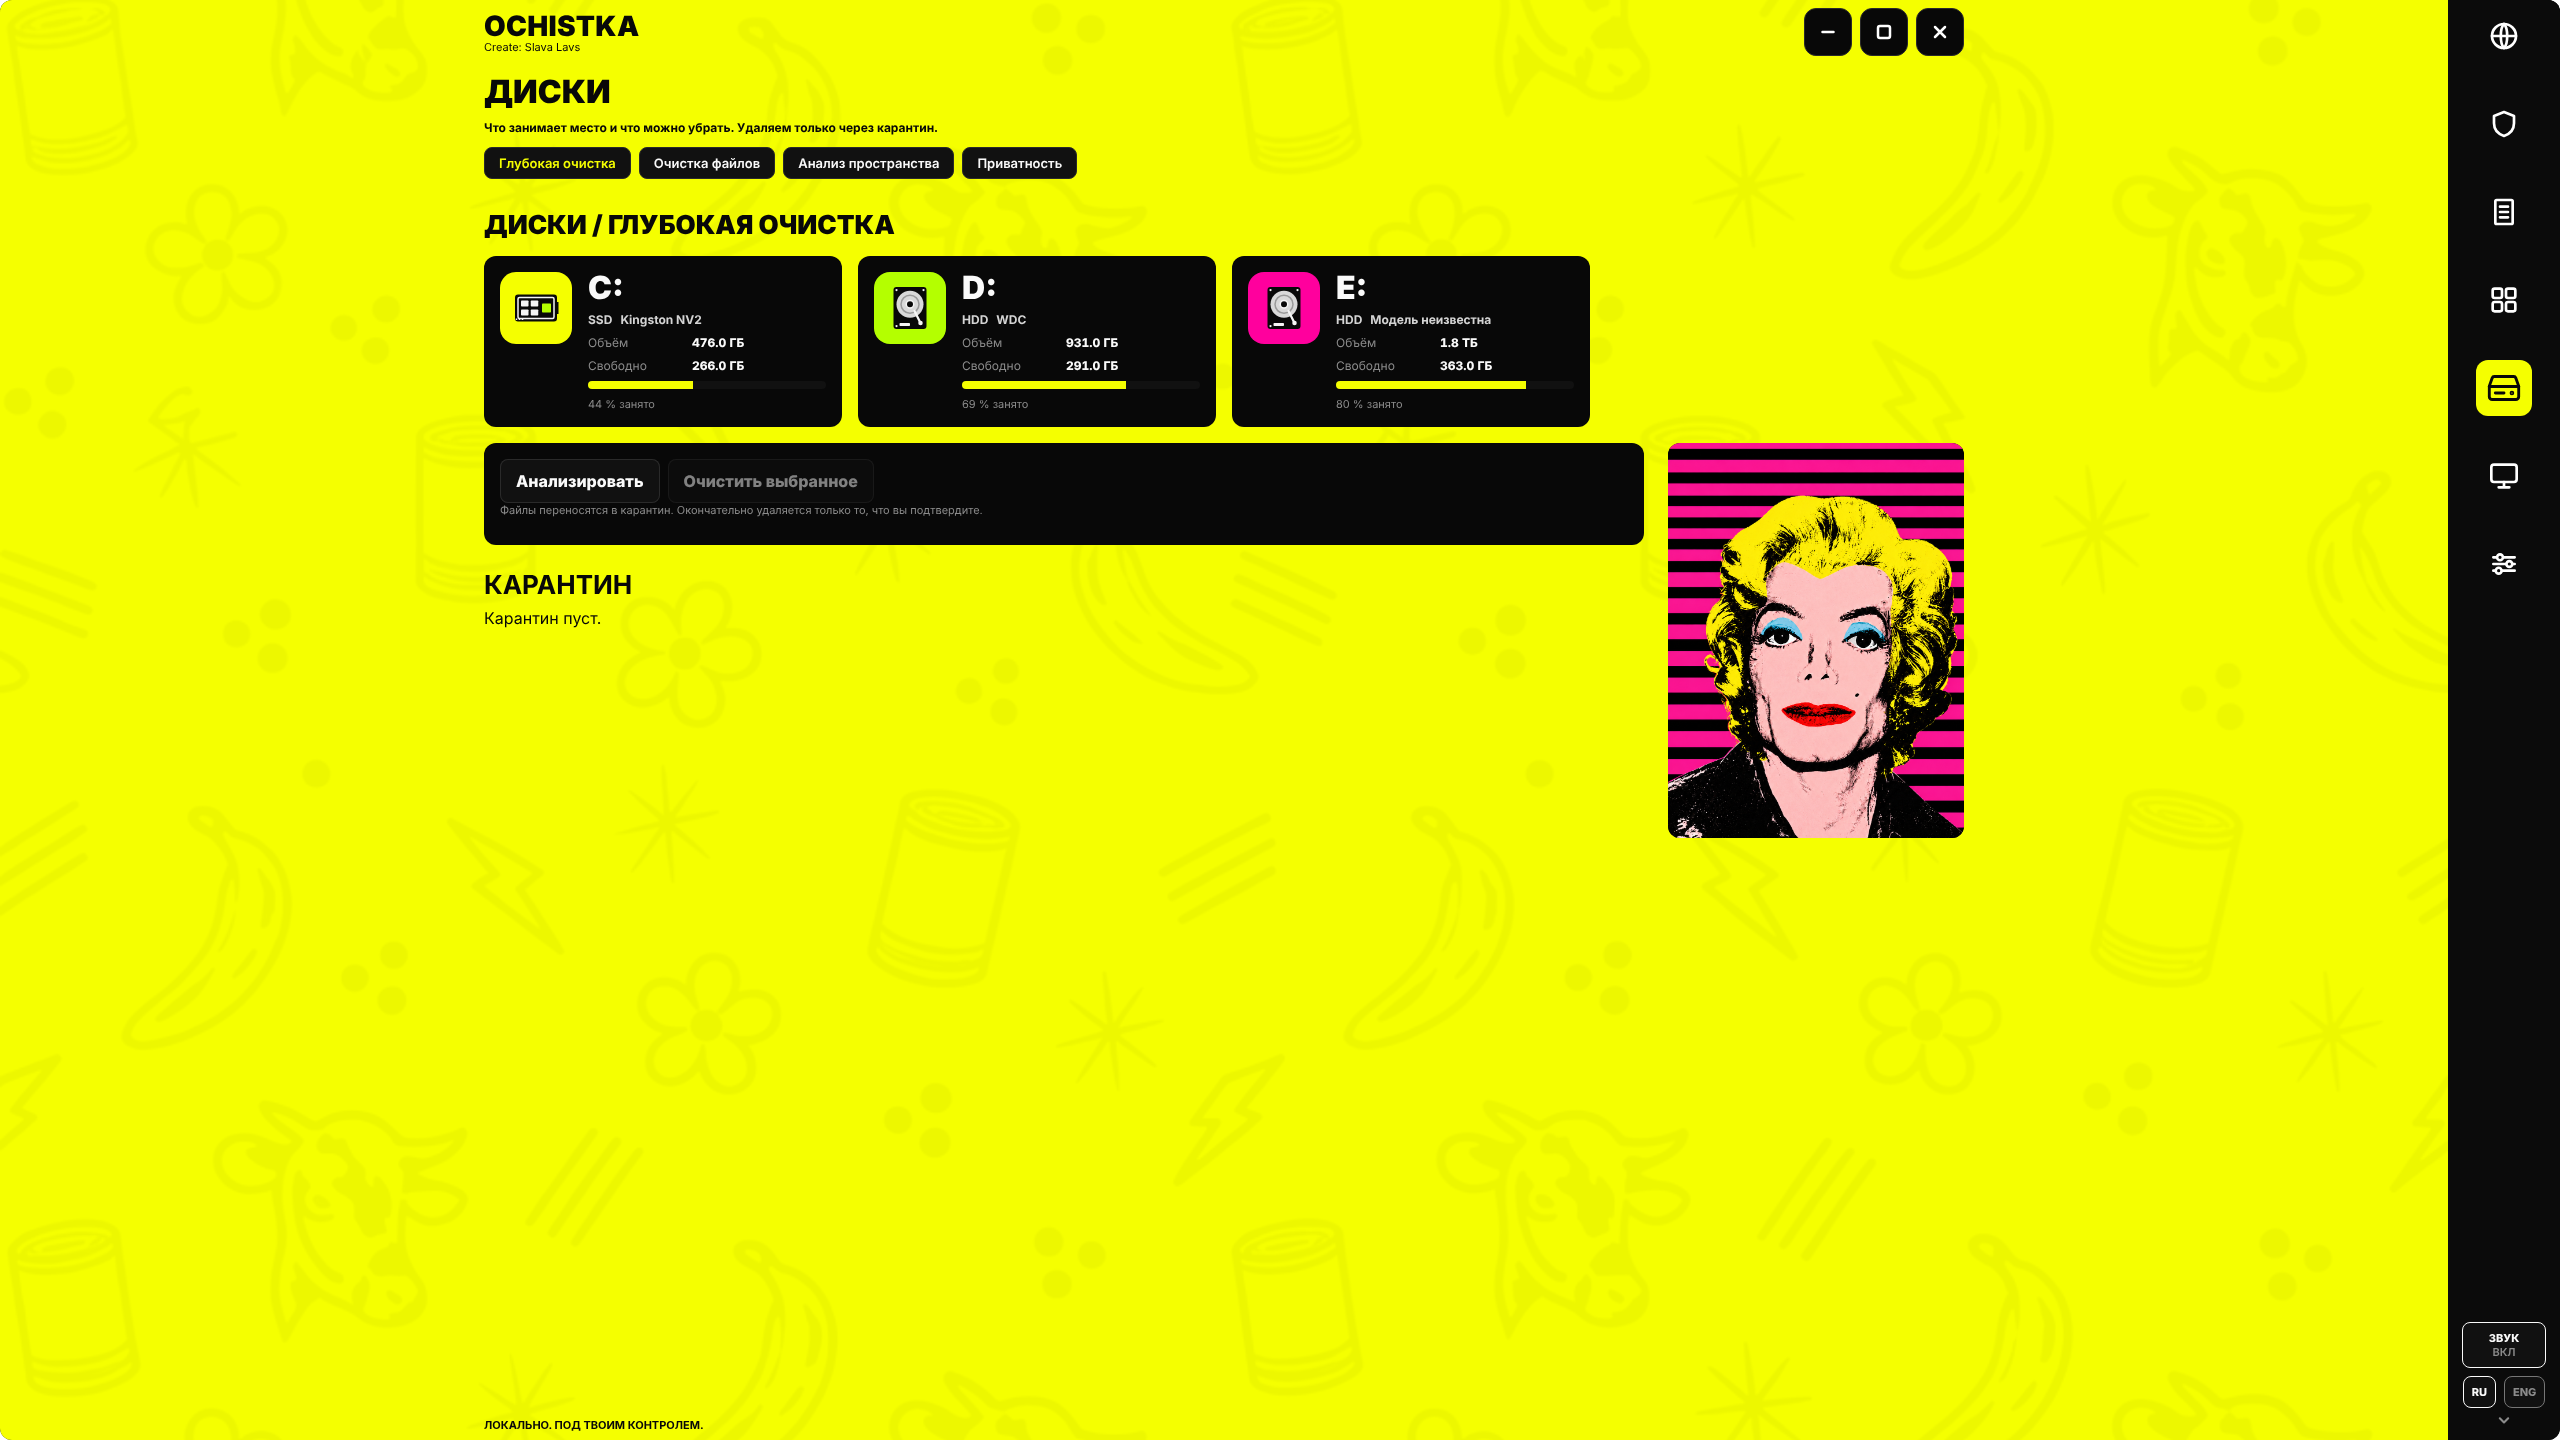 OCHISTKA
Create: Slava Lavs
ДИСКИ
Что занимает место и что можно убрать. Удаляем только через карантин.
Глубокая очистка
Очистка файлов
Анализ пространства
Приватность
ДИСКИ / ГЛУБОКАЯ ОЧИСТКА
C:
SSD Kingston NV2
Объём 476.0 ГБ
Свободно 266.0 ГБ
44 % занято
D:
HDD WDC
Объём 931.0 ГБ
Свободно 291.0 ГБ
69 % занято
E:
HDD Модель неизвестна
Объём 1.8 ТБ
Свободно 363.0 ГБ
80 % занято
Анализировать
Очистить выбранное
Файлы переносятся в карантин. Окончательно удаляется только то, что вы подтвердите.
КАРАНТИН
Карантин пуст.
ЛОКАЛЬНО. ПОД ТВОИМ КОНТРОЛЕМ.
ЗВУК
ВКЛ
RU
ENG